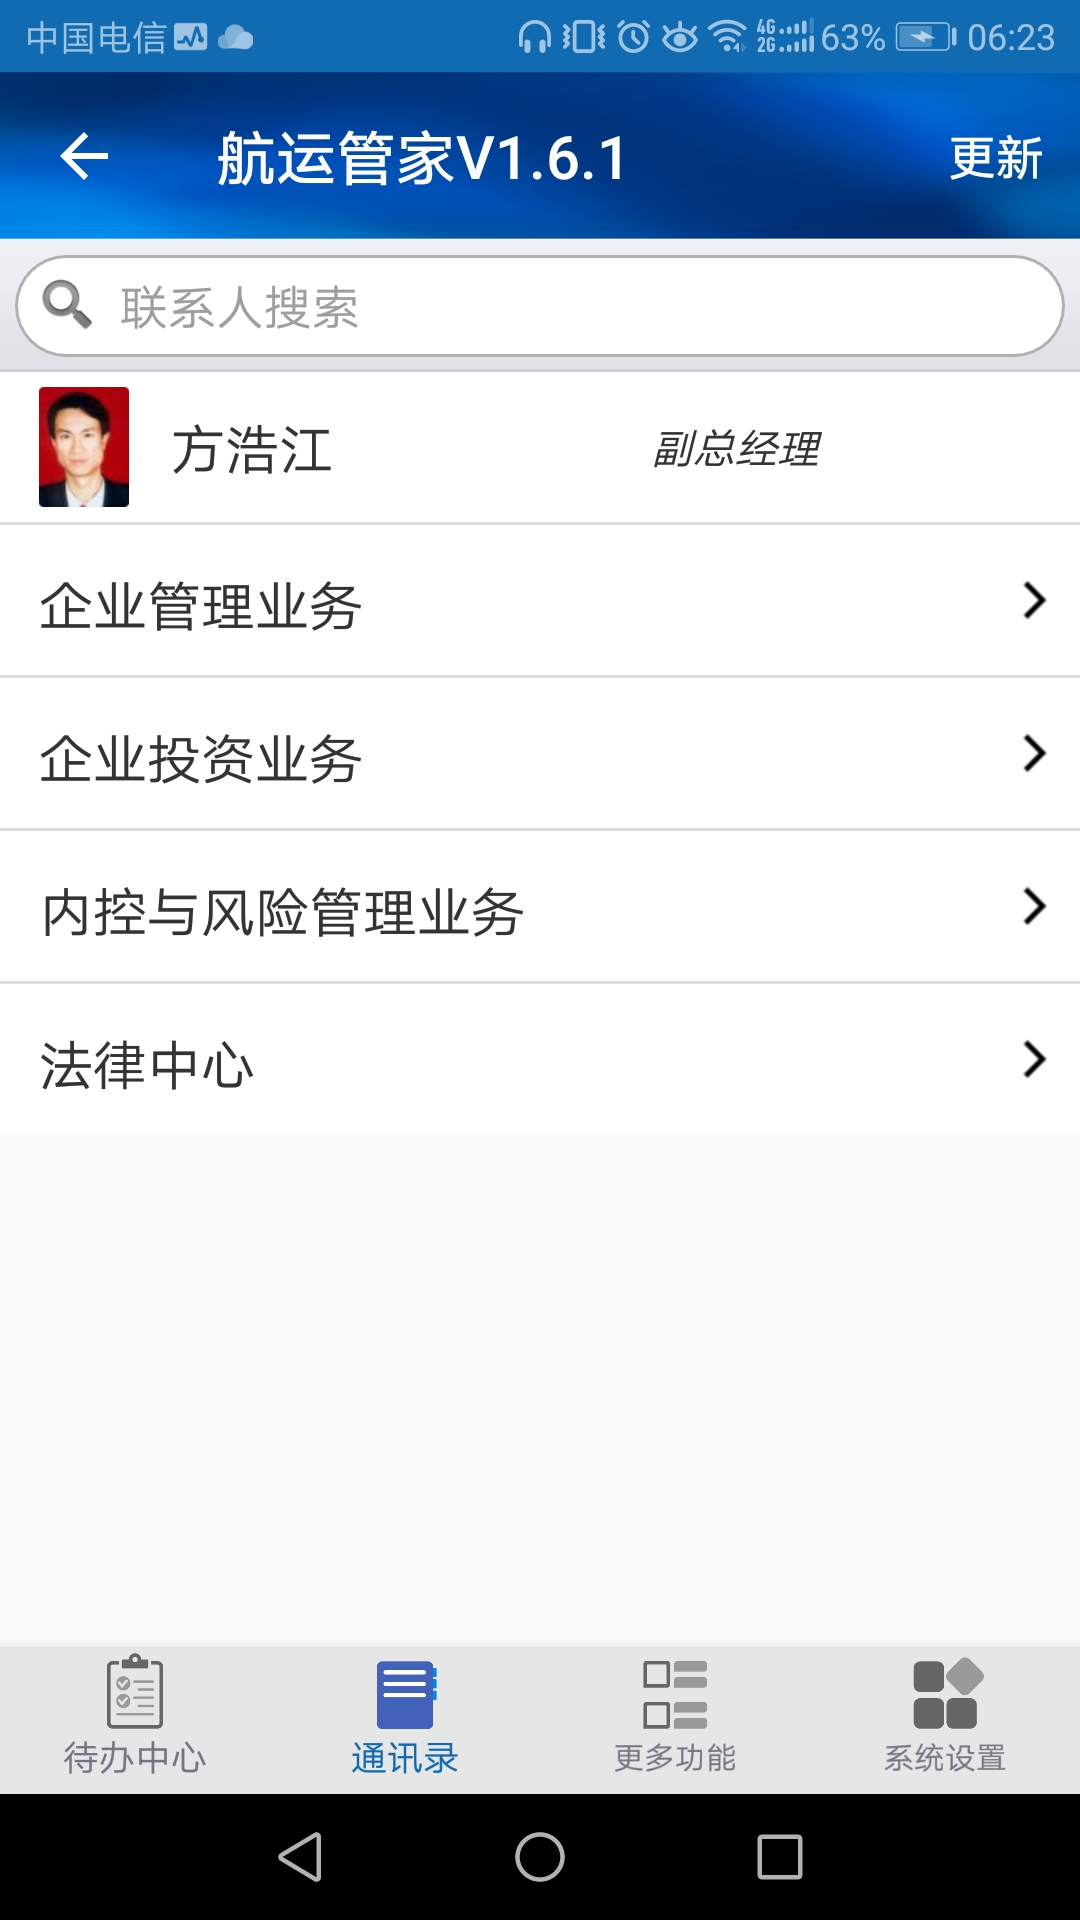 中国电信 4G 2G 63% 06:23
航运管家V1.6.1 更新
联系人搜索
方浩江 副总经理
企业管理业务
企业投资业务
内控与风险管理业务
法律中心
待办中心 通讯录 更多功能 系统设置